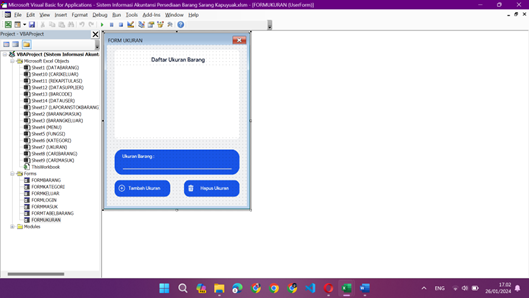 Microsoft Visual Basic for Applications - Sistem Informasi Akuntansi Persediaan Barang Sarang Kapuyuak.xlsm - [FORMUKURAN (UserForm)]
File Edit View Insert Format Debug Run Tools Add-Ins Window Help
Project - VBAProject
VBAProject (Sistem Informasi Akunt
Microsoft Excel Objects
Sheet1 (DATABARANG)
Sheet10 (CARIKELUAR)
Sheet11 (REKAPITULASI)
Sheet12 (DATASUPPLIER)
Sheet13 (BARCODE)
Sheet14 (DATAUSER)
Sheet17 (LAPORANSTOKBARANG
Sheet2 (BARANGMASUK)
Sheet3 (BARANGKELUAR)
Sheet4 (MENU)
Sheet5 (FUNGSI)
Sheet6 (KATEGORI)
Sheet7 (UKURAN)
Sheet8 (CARIBARANG)
Sheet9 (CARIMASUK)
ThisWorkbook
Forms
FORMBARANG
FORMKATEGORI
FORMKELUAR
FORMLOGIN
FORMMASUK
FORMTABELBARANG
FORMUKURAN
Modules
FORM UKURAN
Daftar Ukuran Barang
Ukuran Barang :
Tambah Ukuran
Hapus Ukuran
ENG
17.02
26/01/2024